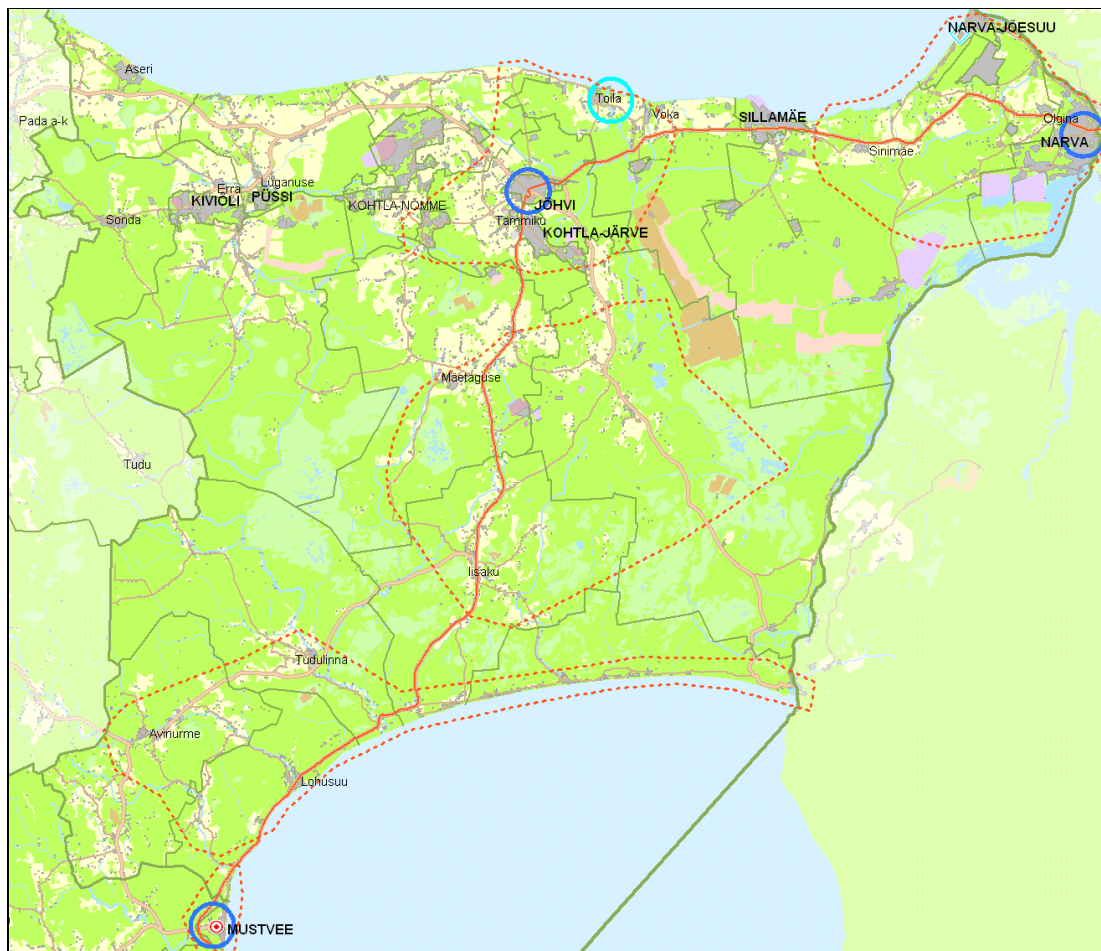 NARVA-JÕESUU
Aseri
Toila
Voka
SILLAMÄE
Olgina
Pada a-k
NARVA
Sinimäe
Erra
Lüganuse
KIVIÕLI
PÜSSI
KOHTLA-NÕMME
JÕHVI
Sonda
Tammiku
KOHTLA-JÄRVE
Mäetaguse
Tudu
Iisaku
Tudulinna
Avinurme
Lohusuu
MUSTVEE